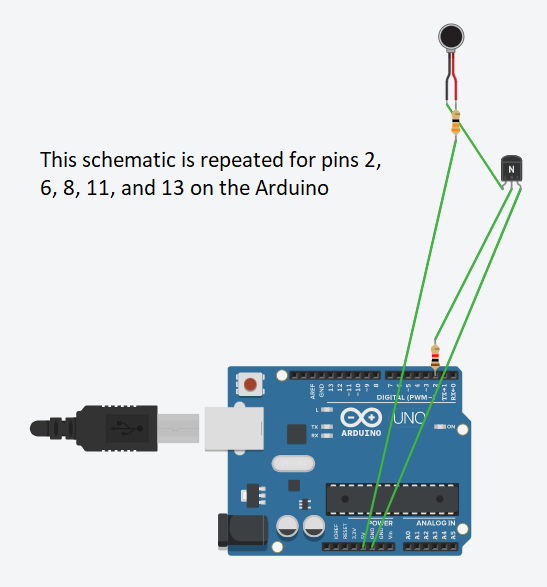 This schematic is repeated for pins 2,
6, 8, 11, and 13 on the Arduino
N
AREF
GND
13
12
~11
~10
~9
8
7
~6
~5
4
~3
2
TX→1
RX←0
DIGITAL (PWM~)
L
TX
RX
ARDUINO
UNO
ON
IOREF
RESET
3.3V
5V
GND
GND
Vin
POWER
ANALOG IN
A0
A1
A2
A3
A4
A5